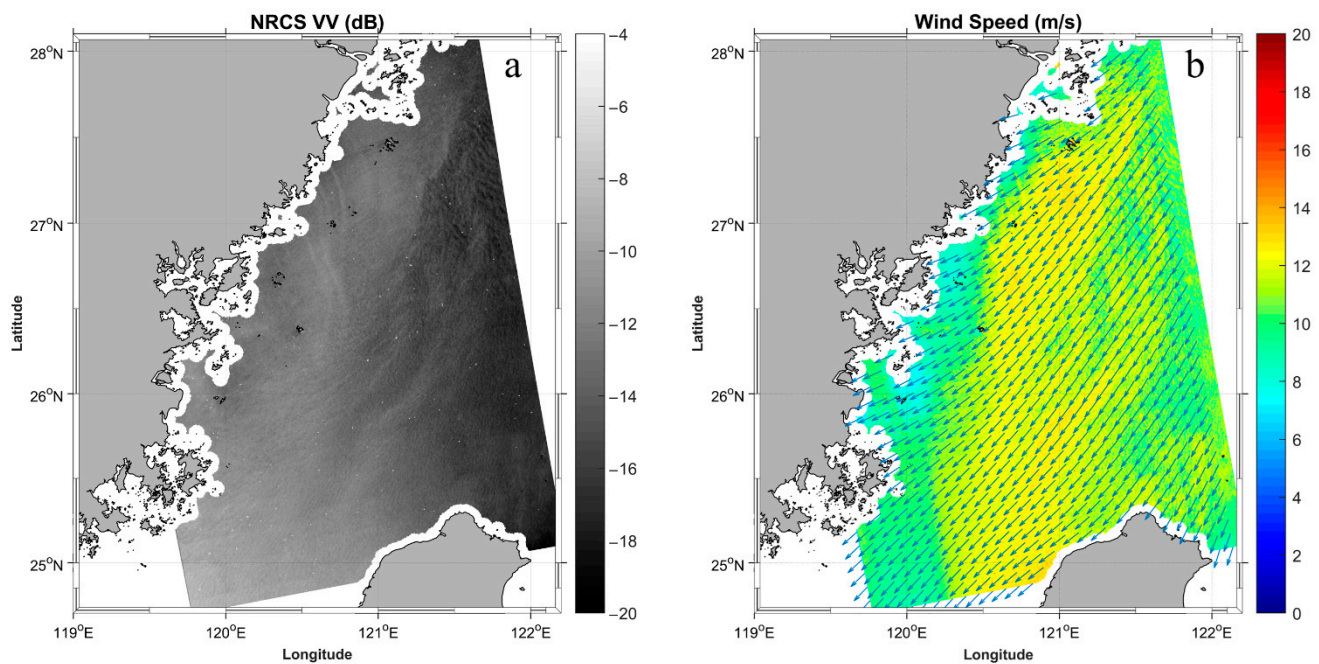 NRCS VV (dB)
a
28°N
27°N
26°N
25°N
Latitude
119°E
120°E
121°E
122°E
Longitude
−4
−6
−8
−10
−12
−14
−16
−18
−20
Wind Speed (m/s)
b
28°N
27°N
26°N
25°N
Latitude
119°E
120°E
121°E
122°E
Longitude
20
18
16
14
12
10
8
6
4
2
0